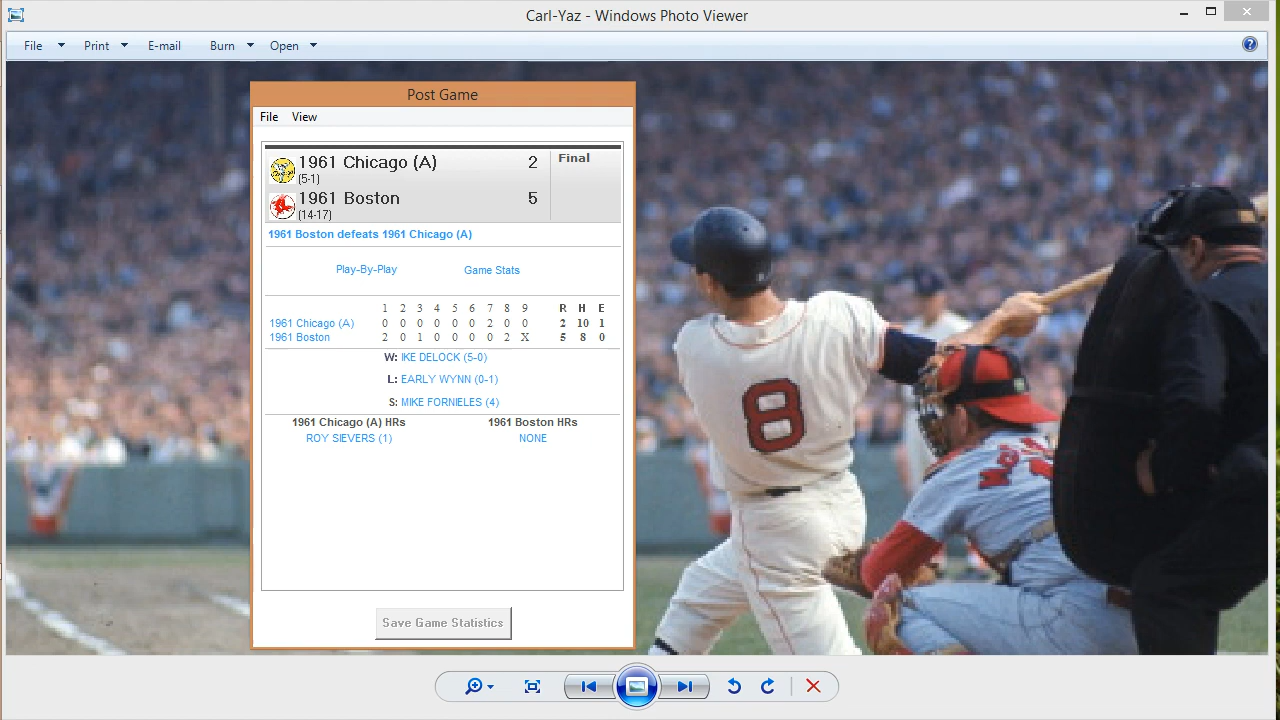 Carl-Yaz - Windows Photo Viewer
File Print E-mail Burn Open
Post Game
File View
1961 Chicago (A) 2 Final
(5-1)
1961 Boston 5
(14-17)
1961 Boston defeats 1961 Chicago (A)
Play-By-Play Game Stats
1 2 3 4 5 6 7 8 9 R H E
1961 Chicago (A) 0 0 0 0 0 0 2 0 0 2 10 1
1961 Boston 2 0 1 0 0 0 0 2 X 5 8 0
W: IKE DELOCK (5-0)
L: EARLY WYNN (0-1)
S: MIKE FORNIELES (4)
1961 Chicago (A) HRs 1961 Boston HRs
ROY SIEVERS (1) NONE
Save Game Statistics
8